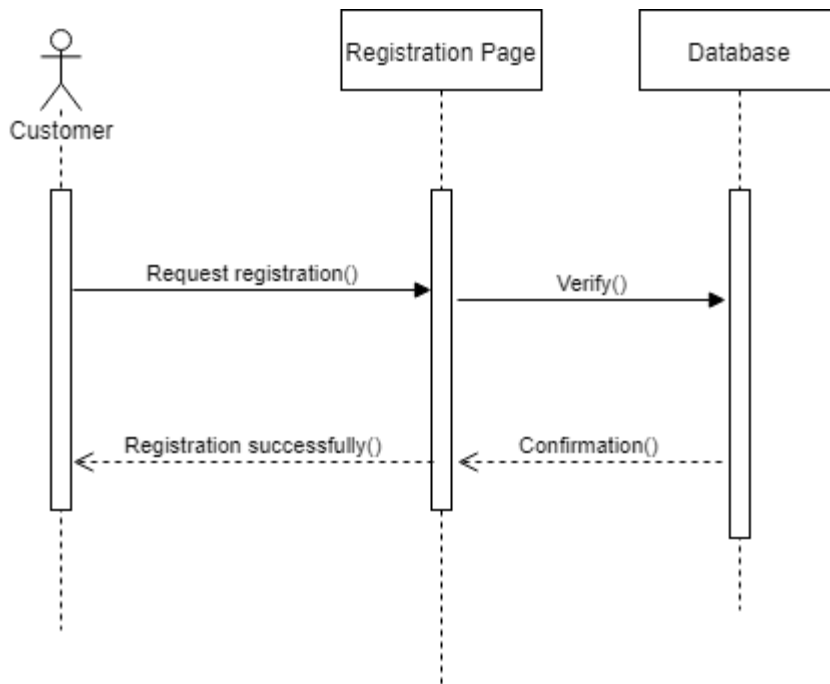 Registration Page
Database
Customer
Request registration()
Verify()
Registration successfully()
Confirmation()